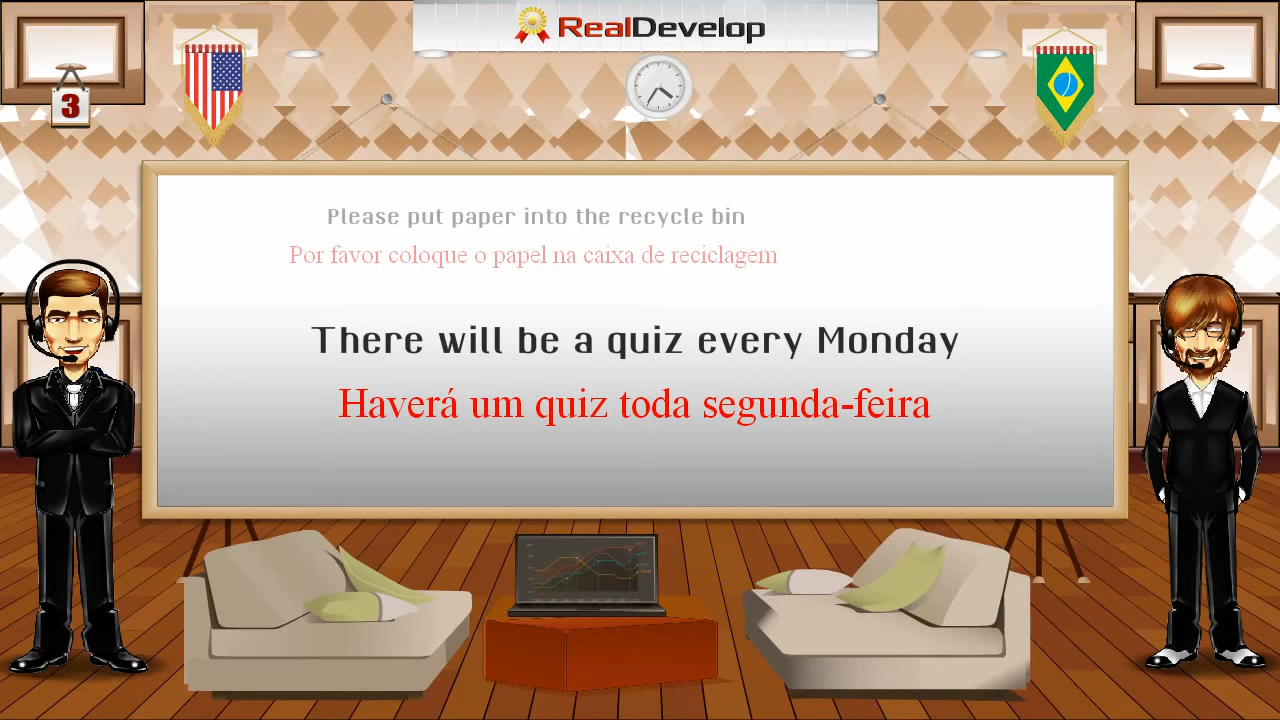 RealDevelop
3
Please put paper into the recycle bin
Por favor coloque o papel na caixa de reciclagem
There will be a quiz every Monday
Haverá um quiz toda segunda-feira